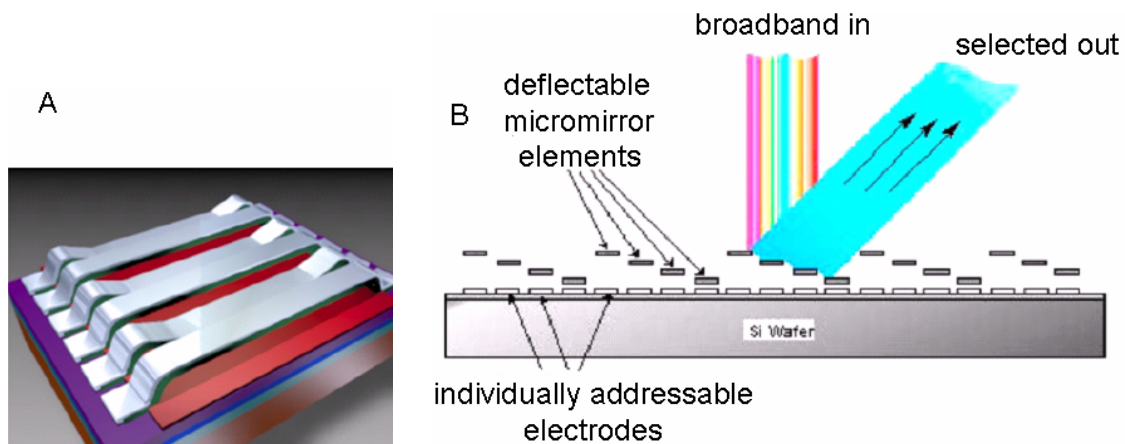 A
B
broadband in
selected out
deflectable
micromirror
elements
Si Wafer
individually addressable
electrodes